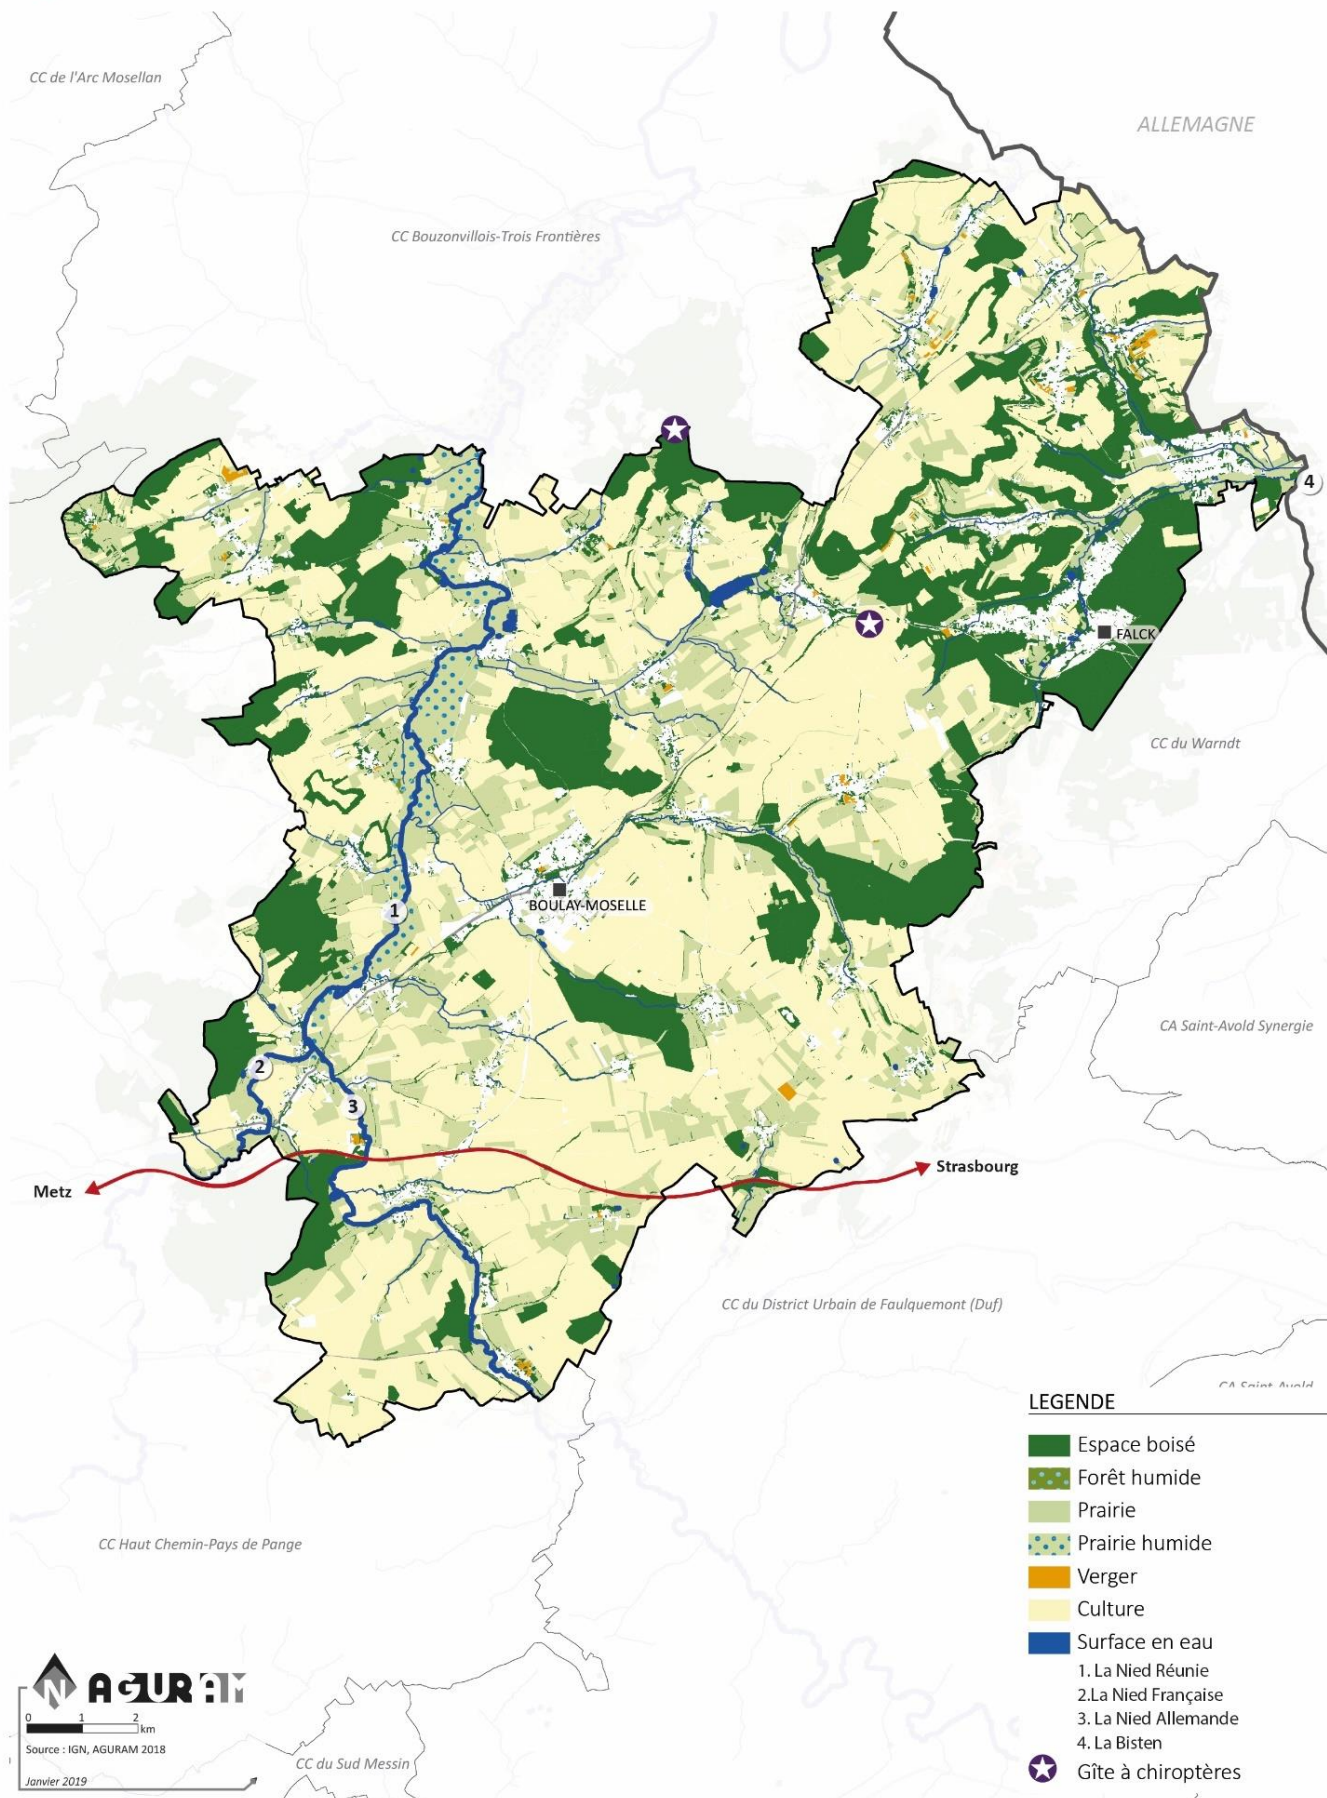 CC de l'Arc Mosellan
ALLEMAGNE
CC Bouzonvillois-Trois Frontières
4
FALCK
CC du Warndt
BOULAY-MOSELLE
1
CA Saint-Avold Synergie
2
3
Strasbourg
Metz
CC du District Urbain de Faulquemont (Duf)
CA Saint-Avold
LEGENDE
Espace boisé
Forêt humide
Prairie
Prairie humide
Verger
Culture
Surface en eau
1. La Nied Réunie
2.La Nied Française
3. La Nied Allemande
4. La Bisten
Gîte à chiroptères
CC Haut Chemin-Pays de Pange
N AGURAM
0 1 2
km
Source : IGN, AGURAM 2018
Janvier 2019
CC du Sud Messin